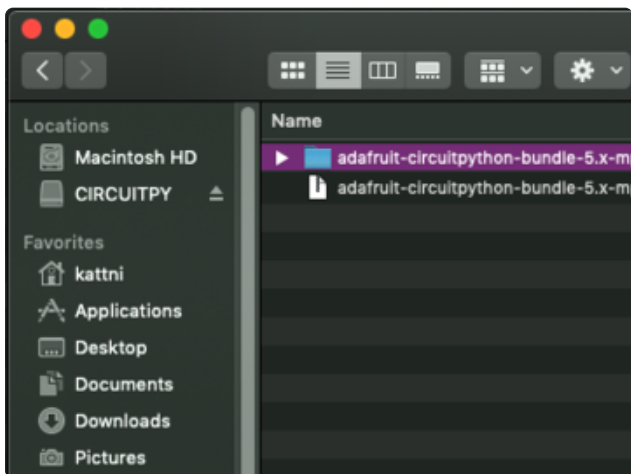 Name
Locations
Macintosh HD
CIRCUITPY
Favorites
kattni
Applications
Desktop
Documents
Downloads
Pictures
adafruit-circuitpython-bundle-5.x-m
adafruit-circuitpython-bundle-5.x-m